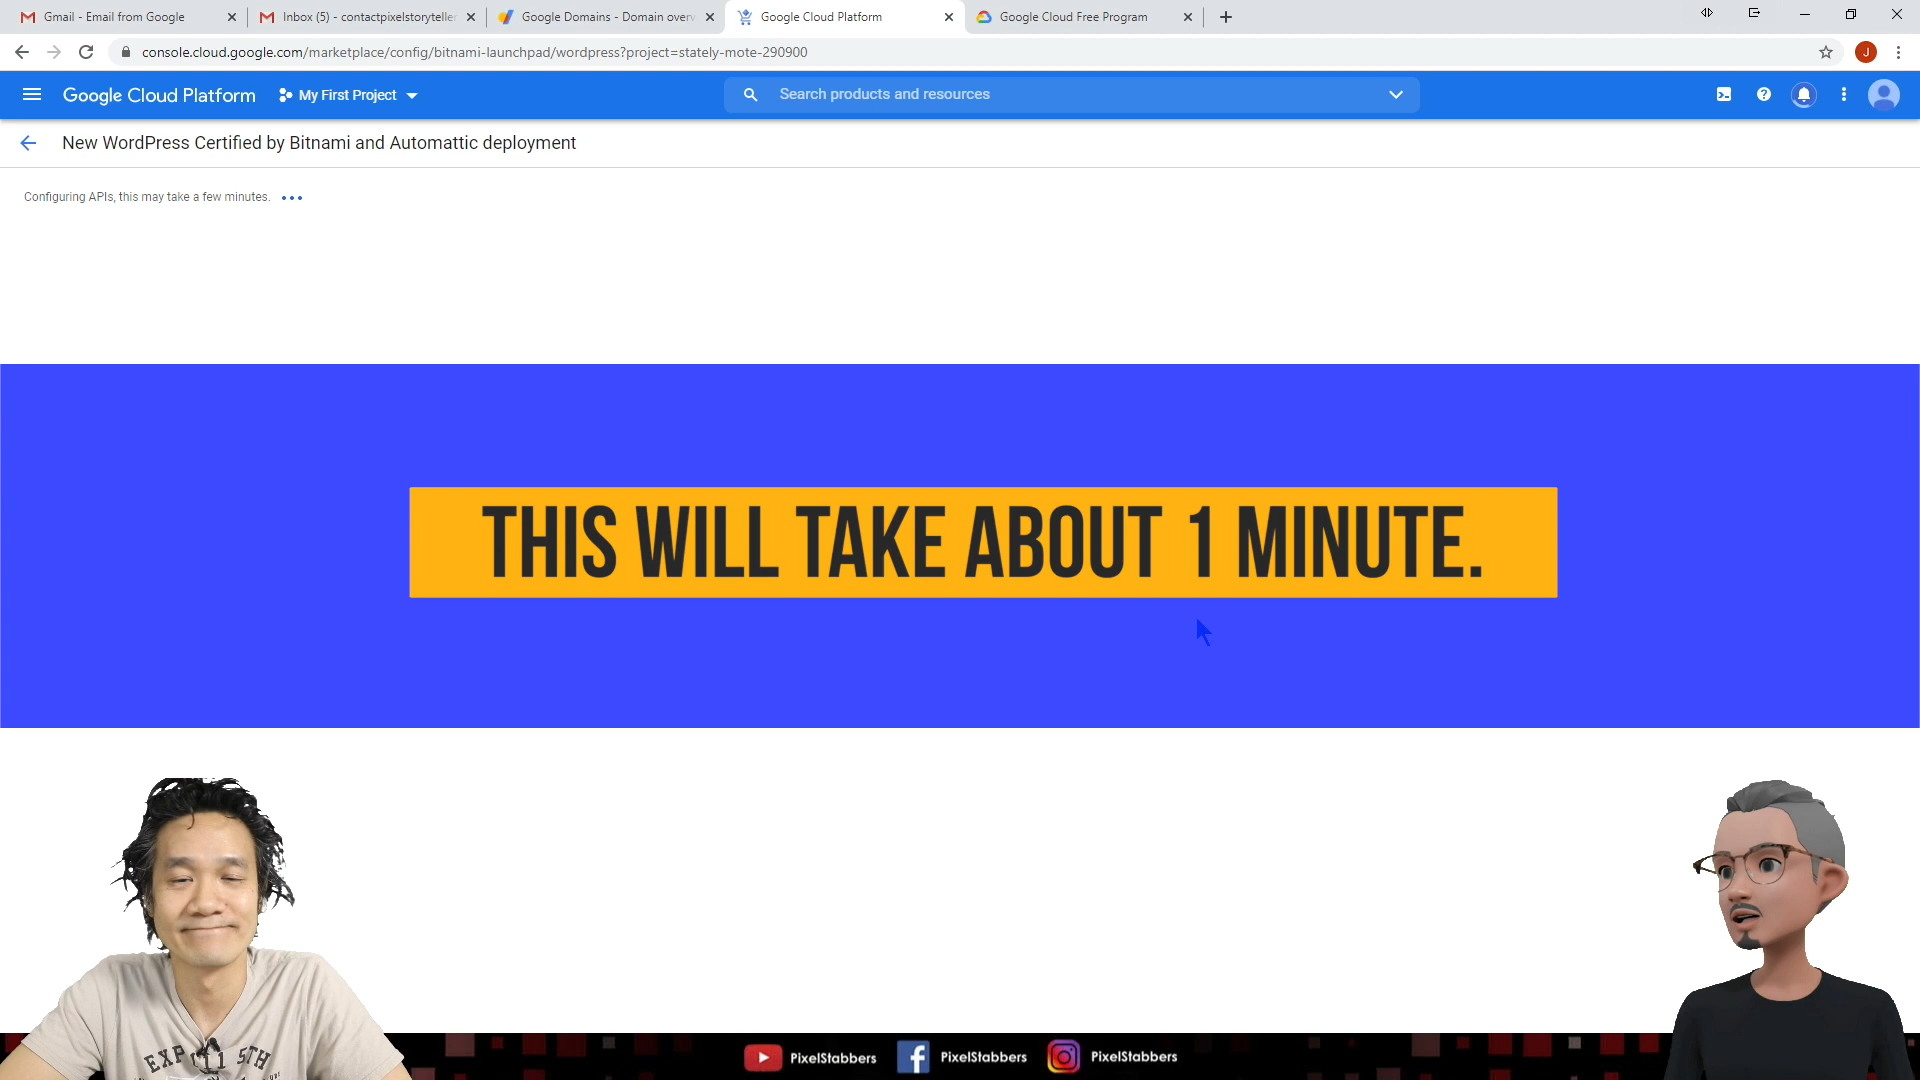 Gmail - Email from Google
Inbox (5) - contactpixelstoryteller
Google Domains - Domain overv
Google Cloud Platform
Google Cloud Free Program
console.cloud.google.com/marketplace/config/bitnami-launchpad/wordpress?project=stately-mote-290900
J
Google Cloud Platform
My First Project
Search products and resources
New WordPress Certified by Bitnami and Automattic deployment
Configuring APIs, this may take a few minutes.
THIS WILL TAKE ABOUT 1 MINUTE.
PixelStabbers
PixelStabbers
PixelStabbers